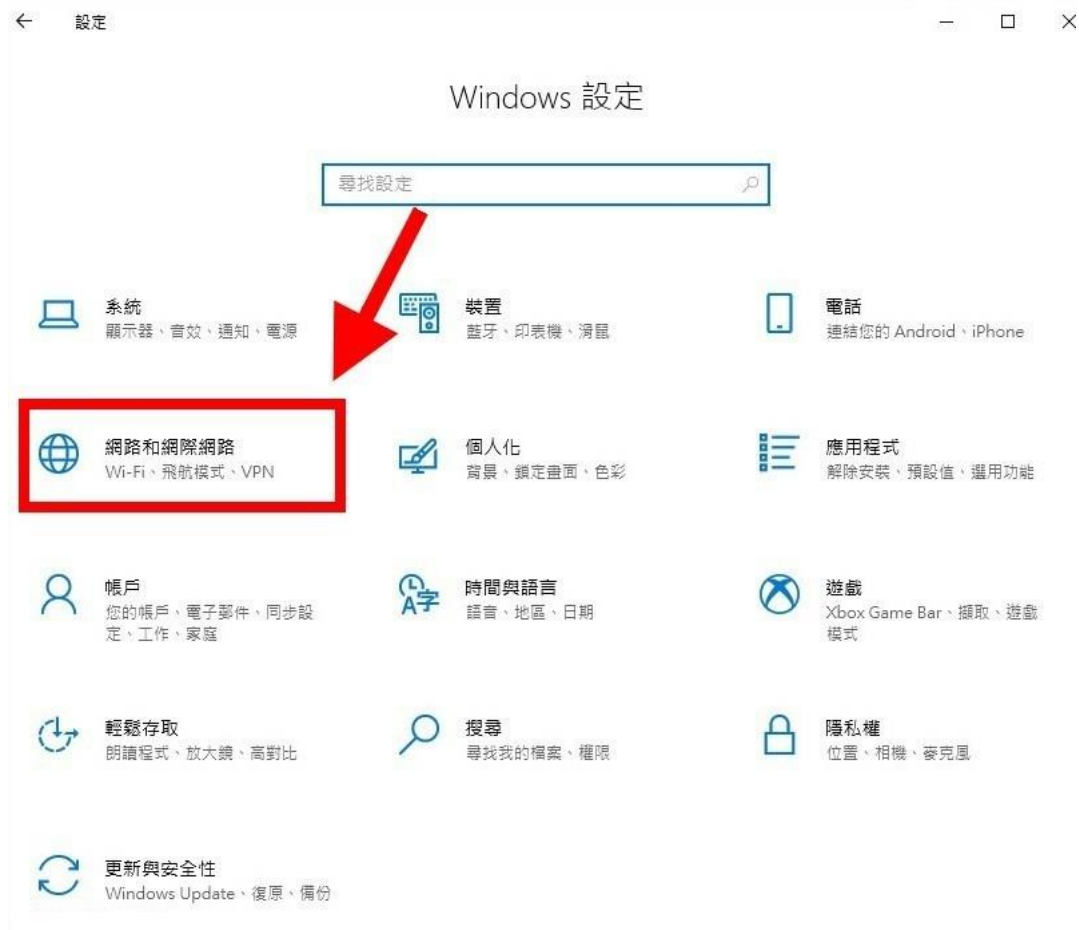 設定
Windows 設定
尋找設定
系統
顯示器、音效、通知、電源
裝置
藍牙、印表機、滑鼠
電話
連結您的 Android、iPhone
網路和網際網路
Wi-Fi、飛航模式、VPN
個人化
背景、鎖定畫面、色彩
應用程式
解除安裝、預設值、選用功能
帳戶
您的帳戶、電子郵件、同步設
定、工作、家庭
時間與語言
語音、地區、日期
遊戲
Xbox Game Bar、擷取、遊戲
模式
輕鬆存取
朗讀程式、放大鏡、高對比
搜尋
尋找我的檔案、權限
隱私權
位置、相機、麥克風
更新與安全性
Windows Update、復原、備份